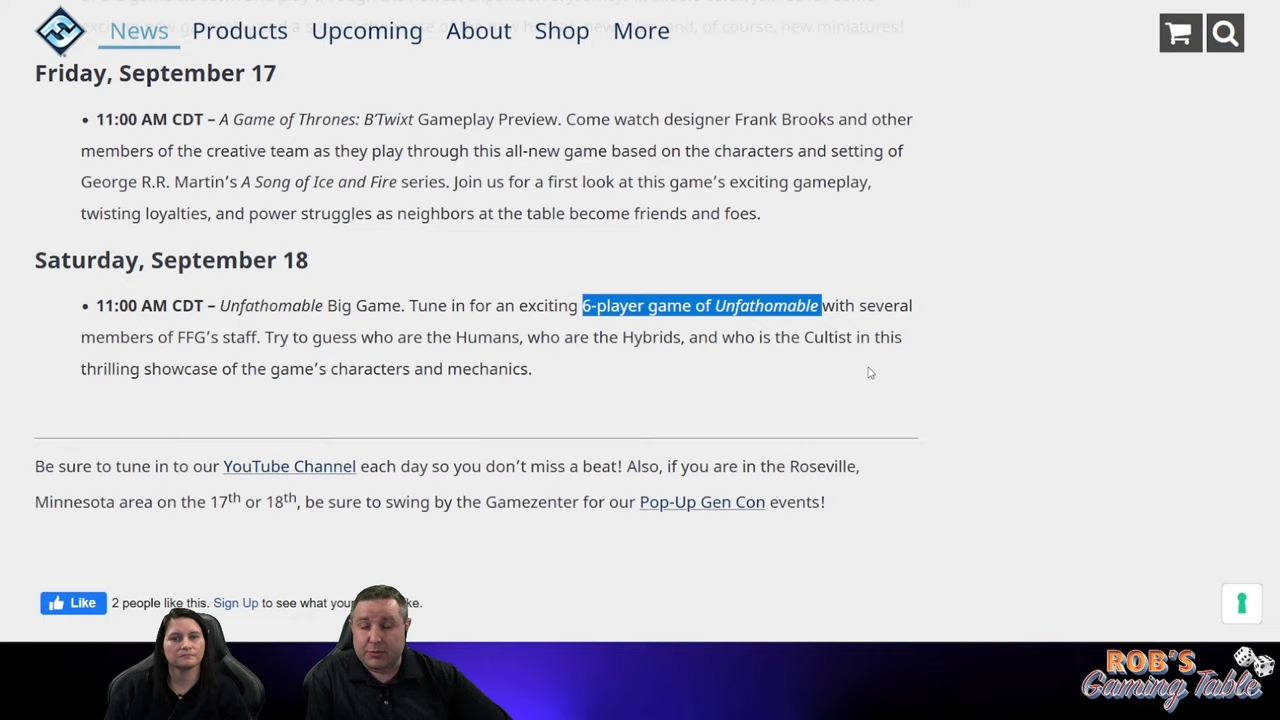 News Products Upcoming About Shop More
Friday, September 17
• 11:00 AM CDT – A Game of Thrones: B'Twixt Gameplay Preview. Come watch designer Frank Brooks and other
members of the creative team as they play through this all-new game based on the characters and setting of
George R.R. Martin's A Song of Ice and Fire series. Join us for a first look at this game's exciting gameplay,
twisting loyalties, and power struggles as neighbors at the table become friends and foes.
Saturday, September 18
• 11:00 AM CDT – Unfathomable Big Game. Tune in for an exciting 6-player game of Unfathomable with several
members of FFG's staff. Try to guess who are the Humans, who are the Hybrids, and who is the Cultist in this
thrilling showcase of the game's characters and mechanics.
Be sure to tune in to our YouTube Channel each day so you don't miss a beat! Also, if you are in the Roseville,
Minnesota area on the 17th or 18th, be sure to swing by the Gamezenter for our Pop-Up Gen Con events!
Like 2 people like this. Sign Up to see what your
ROB'S
Gaming Table